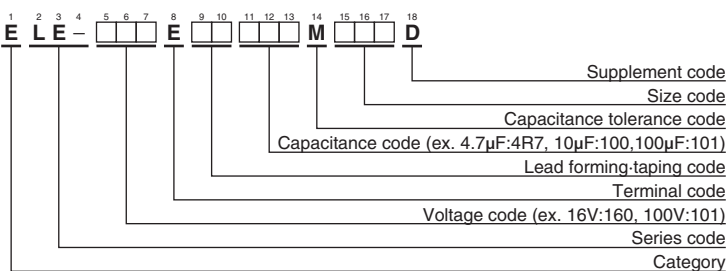 1 2 3 4 5 6 7 8 9 10 11 12 13 14 15 16 17 18
E L E – □□□ E □□ □□□ M □□□ D
Supplement code
Size code
Capacitance tolerance code
Capacitance code (ex. 4.7µF:4R7, 10µF:100,100µF:101)
Lead forming·taping code
Terminal code
Voltage code (ex. 16V:160, 100V:101)
Series code
Category